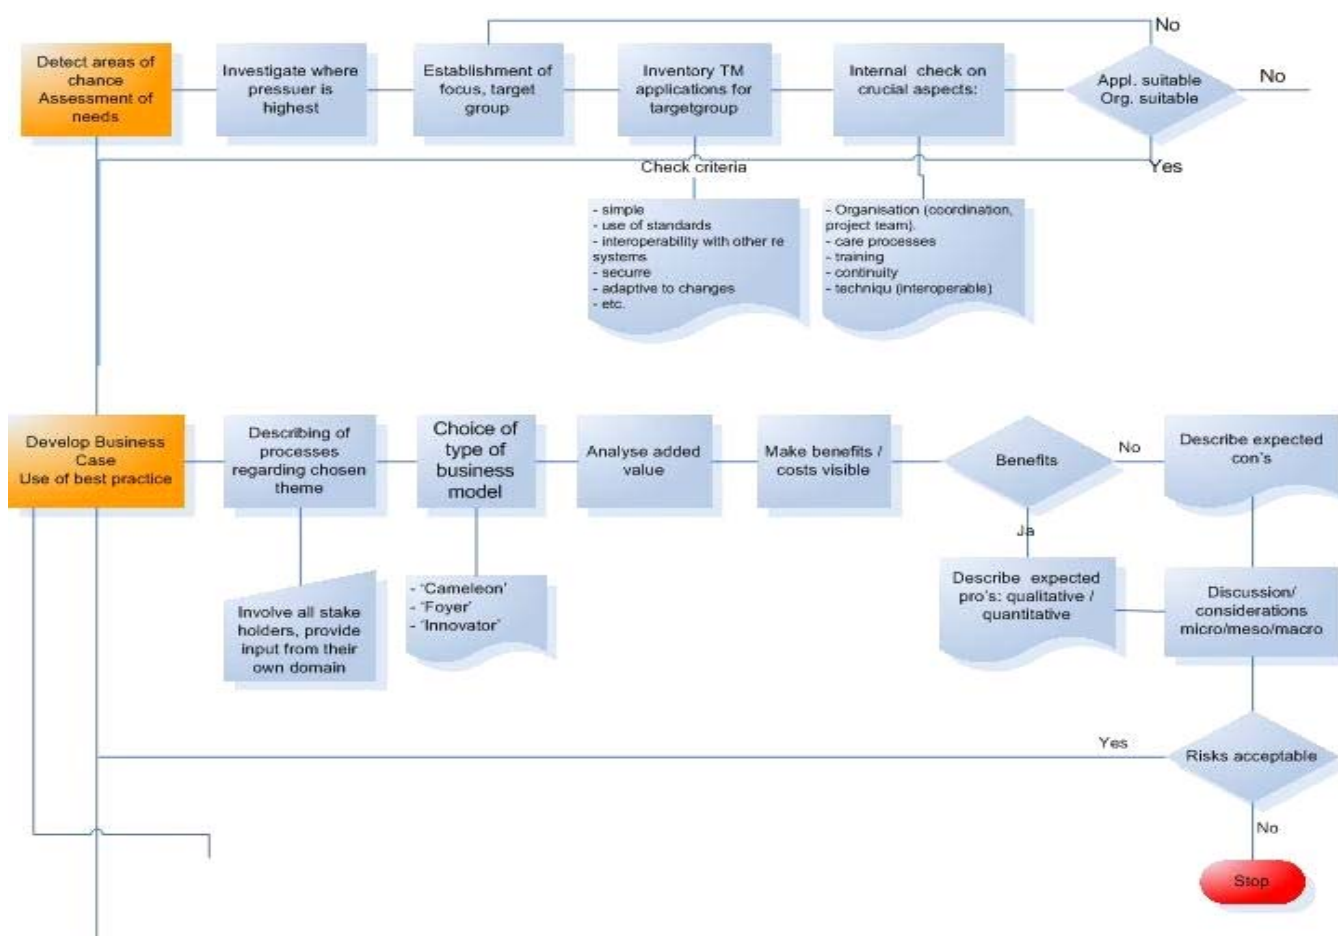 No
Detect areas of
chance
Assessment of
needs
Investigate where
pressuer is
highest
Establishment of
focus, target
group
Inventory TM
applications for
targetgroup
Internal check on
crucial aspects:
Appl. suitable
Org. suitable
No
Yes
Check criteria
- simple
- use of standards
- interoperability with other re
systems
- securre
- adaptive to changes
- etc.
- Organisation (coordination,
project team).
- care processes
- training
- continuity
- techniqu (interoperable)
Develop Business
Case
Use of best practice
Describing of
processes
regarding chosen
theme
Choice of
type of
business
model
Analyse added
value
Make benefits /
costs visible
Benefits
No
Describe expected
con's
Ja
Involve all stake
holders, provide
input from their
own domain
- 'Cameleon'
- 'Foyer'
- 'Innovator'
Describe expected
pro's: qualitative /
quantitative
Discussion/
considerations
micro/meso/macro
Yes
Risks acceptable
No
Stop